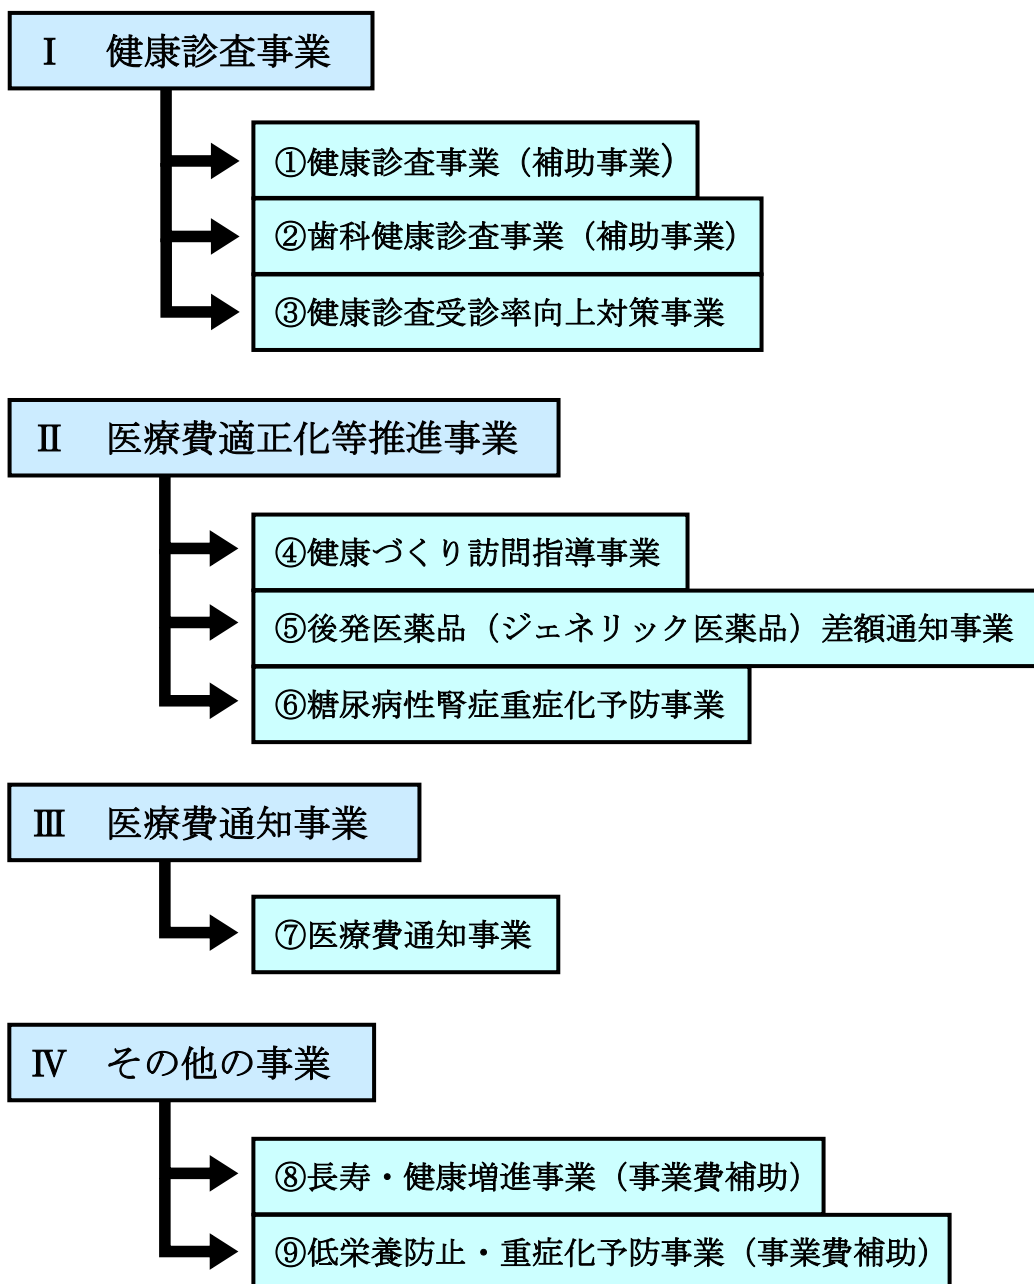 Ⅰ 健康診査事業
①健康診査事業（補助事業）
②歯科健康診査事業（補助事業）
③健康診査受診率向上対策事業
Ⅱ 医療費適正化等推進事業
④健康づくり訪問指導事業
⑤後発医薬品（ジェネリック医薬品）差額通知事業
⑥糖尿病性腎症重症化予防事業
Ⅲ 医療費通知事業
⑦医療費通知事業
Ⅳ その他の事業
⑧長寿・健康増進事業（事業費補助）
⑨低栄養防止・重症化予防事業（事業費補助）